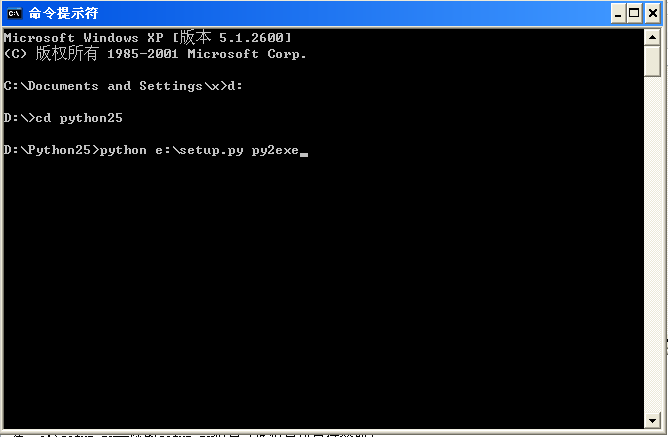 命令提示符
Microsoft Windows XP [版本 5.1.2600]
(C) 版权所有 1985-2001 Microsoft Corp.
C:\Documents and Settings\x>d:
D:\>cd python25
D:\Python25>python e:\setup.py py2exe